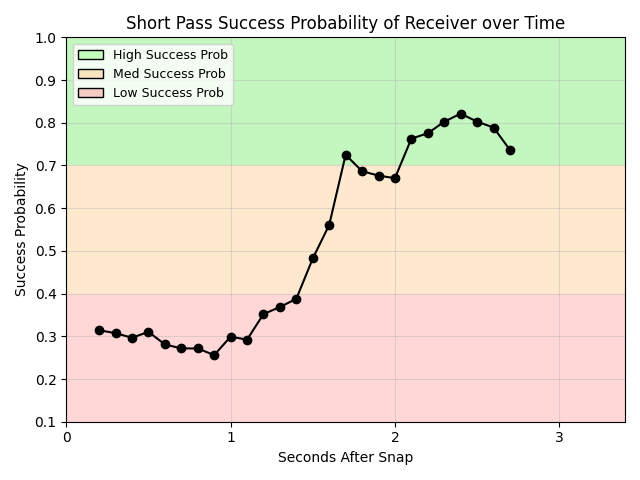 Short Pass Success Probability of Receiver over Time
High Success Prob
Med Success Prob
Low Success Prob
Success Probability
1.0
0.9
0.8
0.7
0.6
0.5
0.4
0.3
0.2
0.1
0 1 2 3
Seconds After Snap